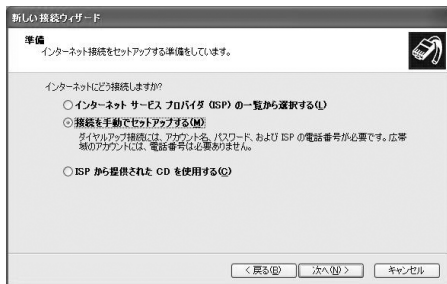 新しい接続ウィザード
準備
インターネット接続をセットアップする準備をしています。
インターネットにどう接続しますか?
インターネット サービス プロバイダ (ISP) の一覧から選択する(L)
接続を手動でセットアップする(M)
ダイヤルアップ接続には、アカウント名、パスワード、および ISP の電話番号が必要です。広帯
域のアカウントには、電話番号は必要ありません。
ISP から提供された CD を使用する(C)
< 戻る(B) 次へ(N) > キャンセル